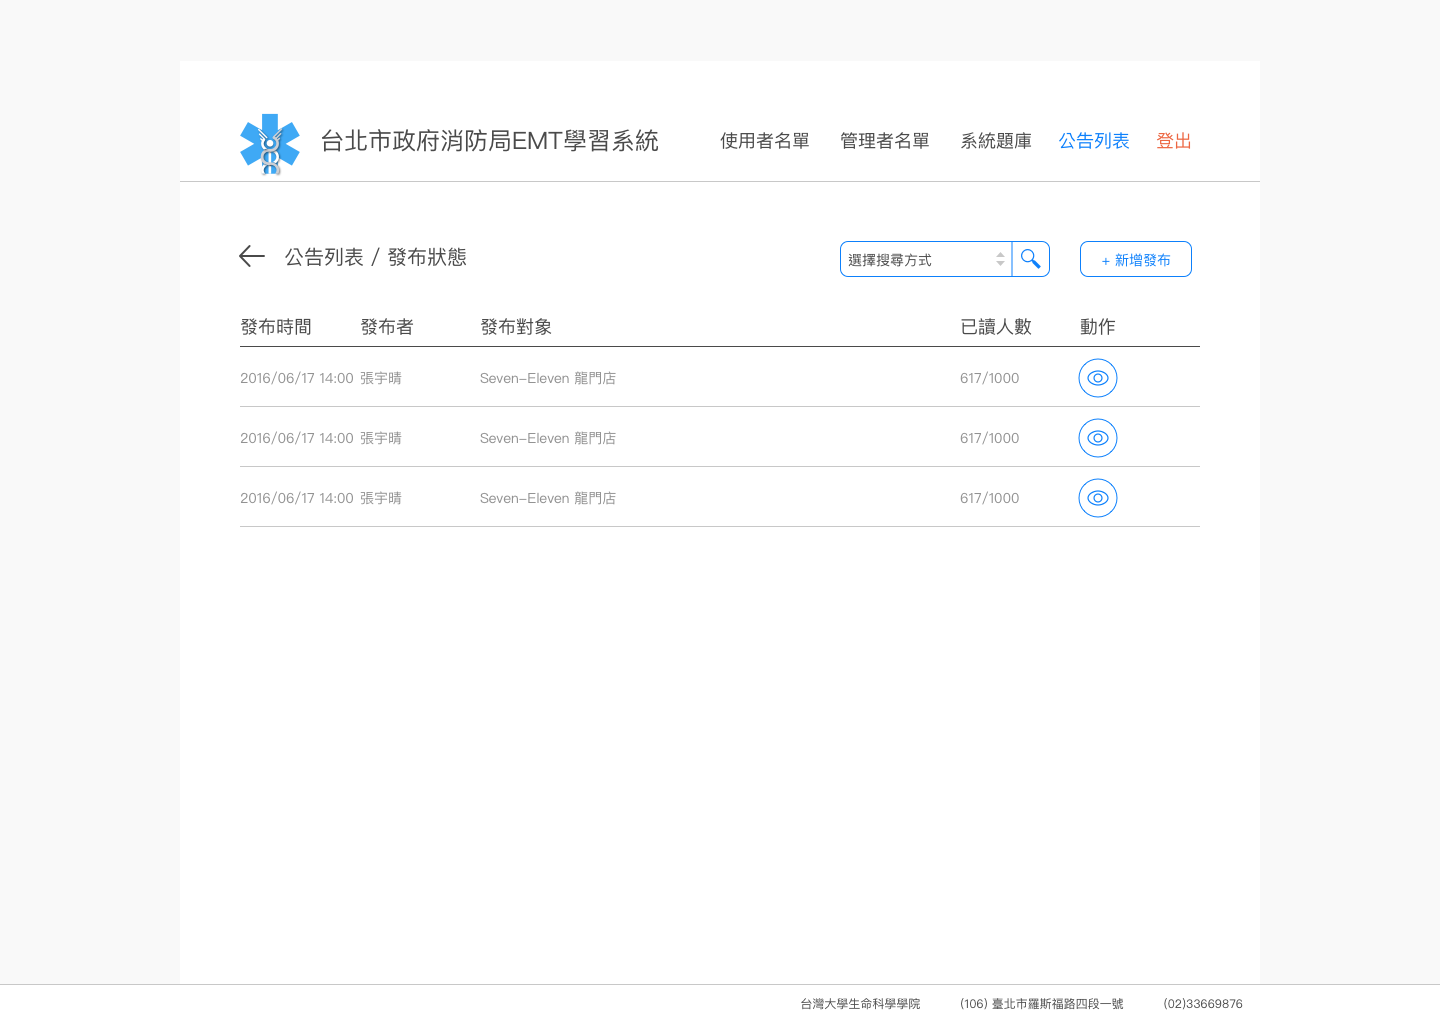 台北市政府消防局EMT學習系統 使用者名單 管理者名單 系統題庫 公告列表 登出
公告列表 / 發布狀態 選擇搜尋方式 + 新增發布
發布時間 發布者 發布對象 已讀人數 動作
2016/06/17 14:00 張宇晴 Seven-Eleven 龍門店 617/1000
2016/06/17 14:00 張宇晴 Seven-Eleven 龍門店 617/1000
2016/06/17 14:00 張宇晴 Seven-Eleven 龍門店 617/1000
台灣大學生命科學學院 (106) 臺北市羅斯福路四段一號 (02)33669876